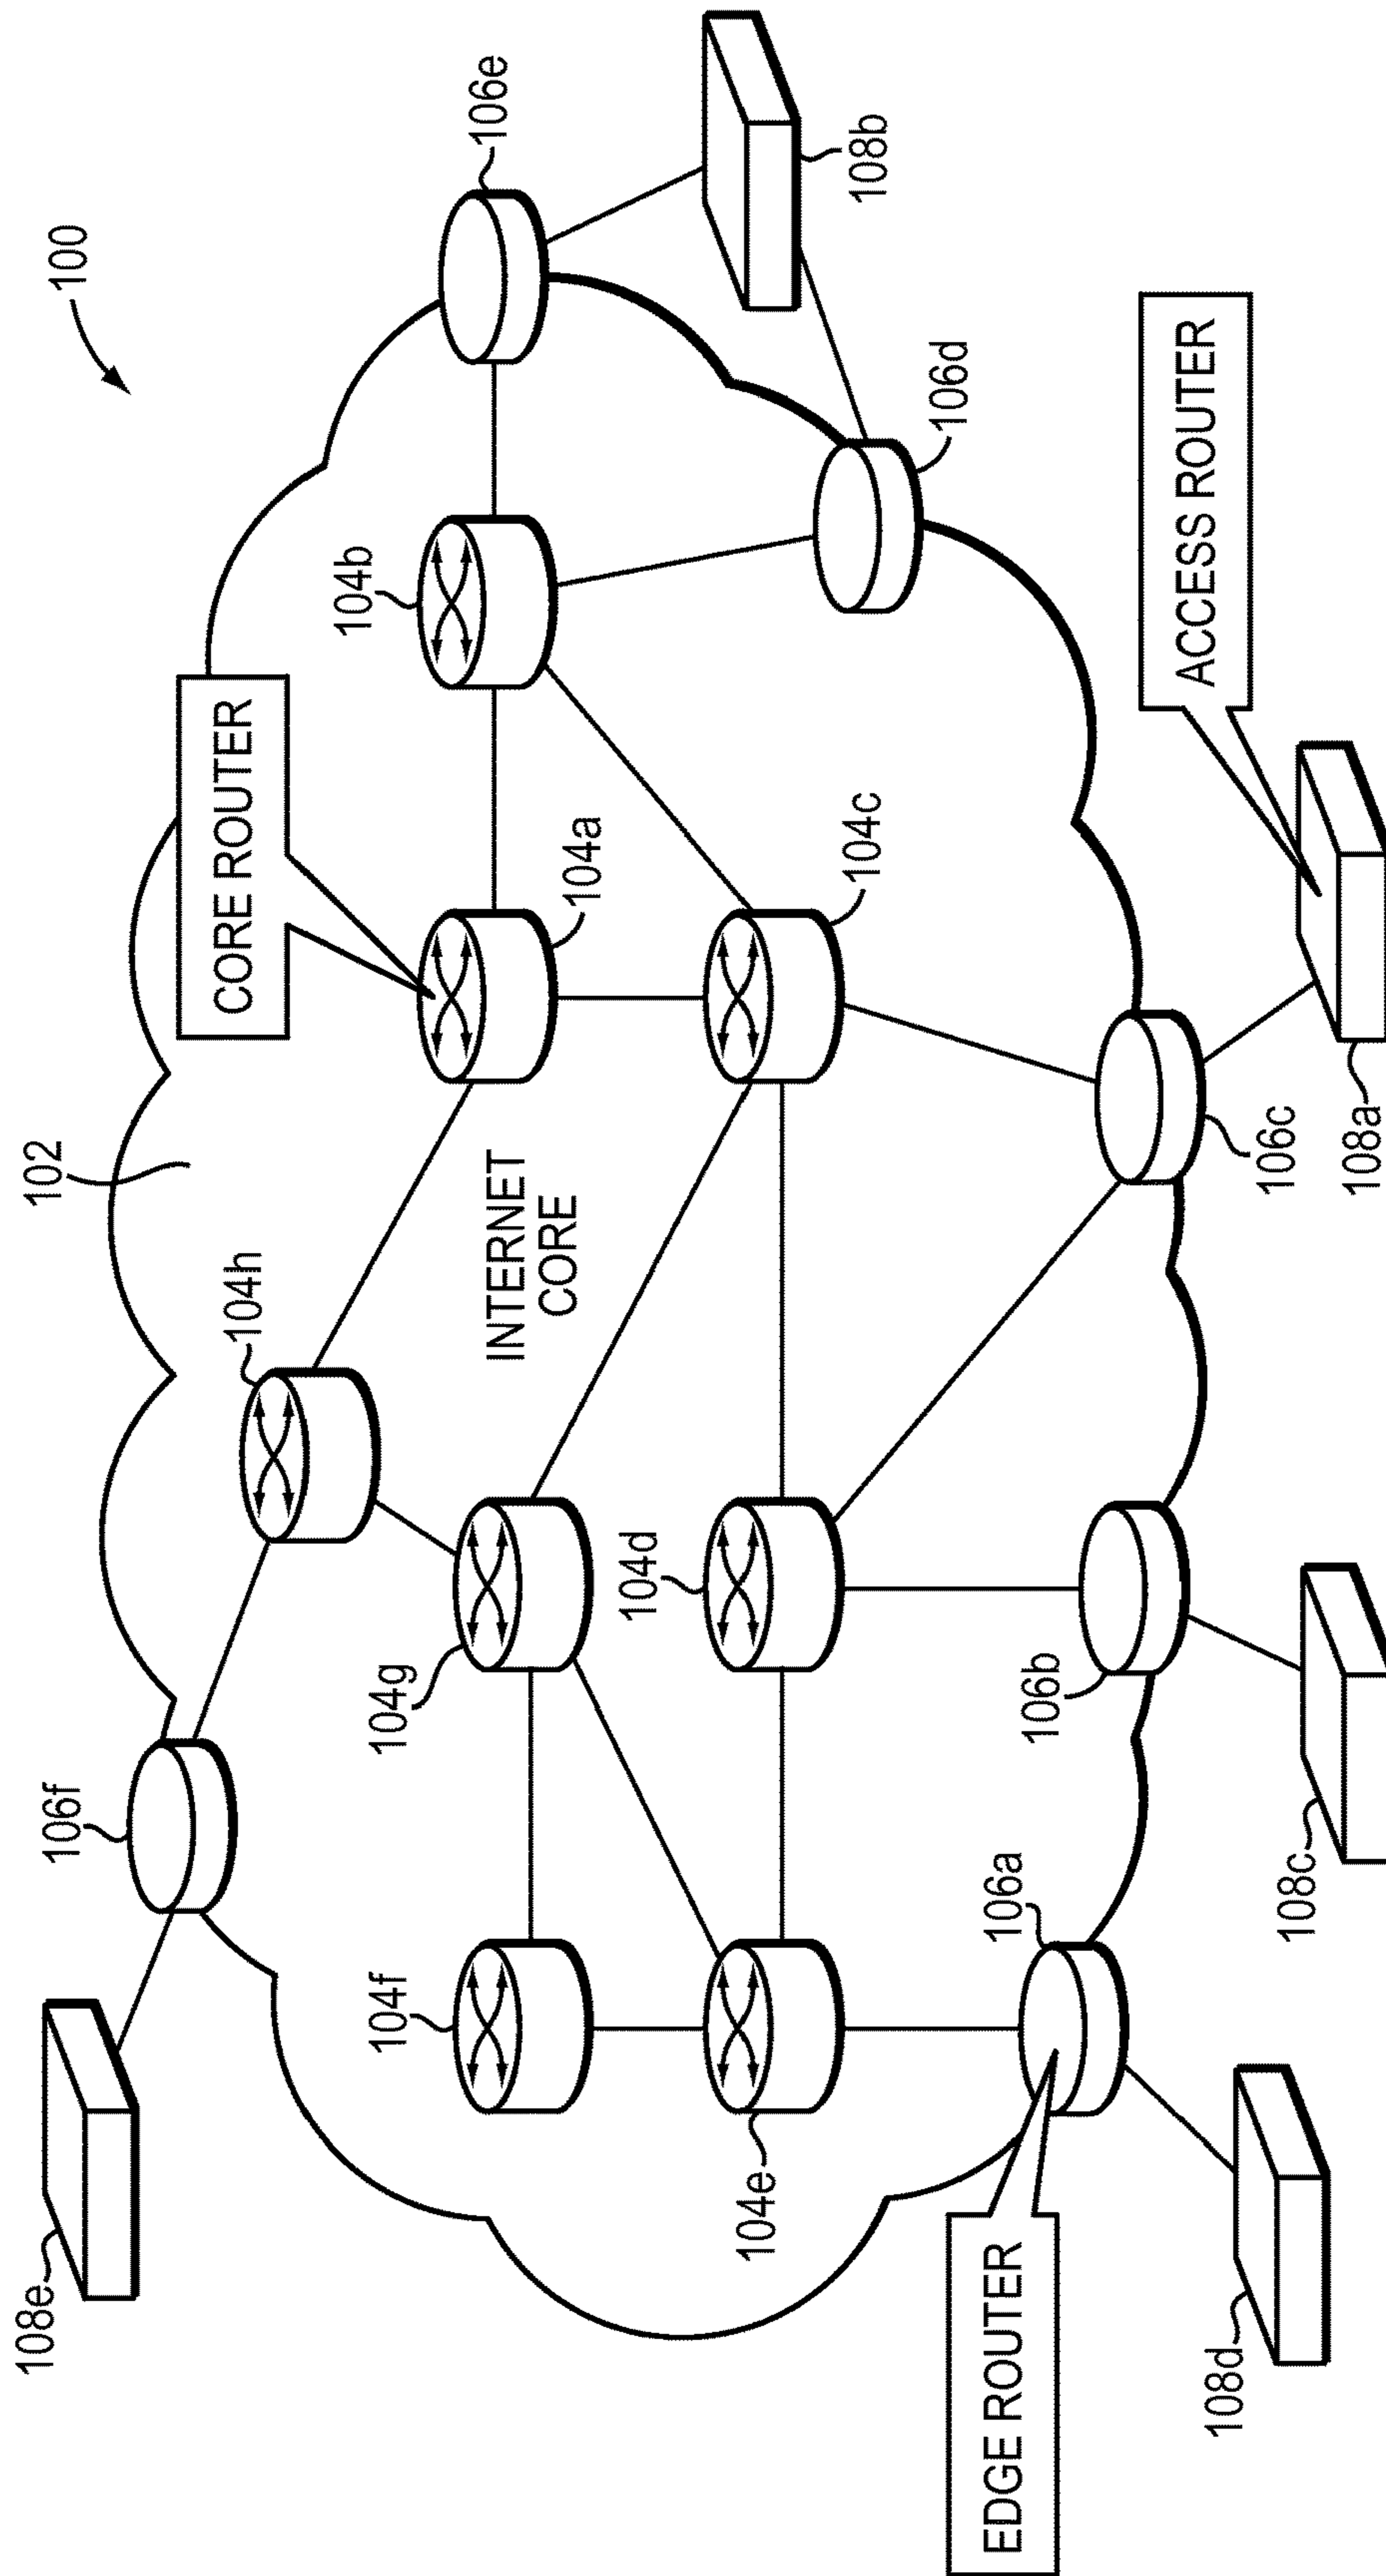 100
102
108e
106f
104h
CORE ROUTER
104b
106e
104f
104g
INTERNET
CORE
104a
108b
104e
104d
104c
106d
EDGE ROUTER
106a
106b
106c
ACCESS ROUTER
108d
108c
108a